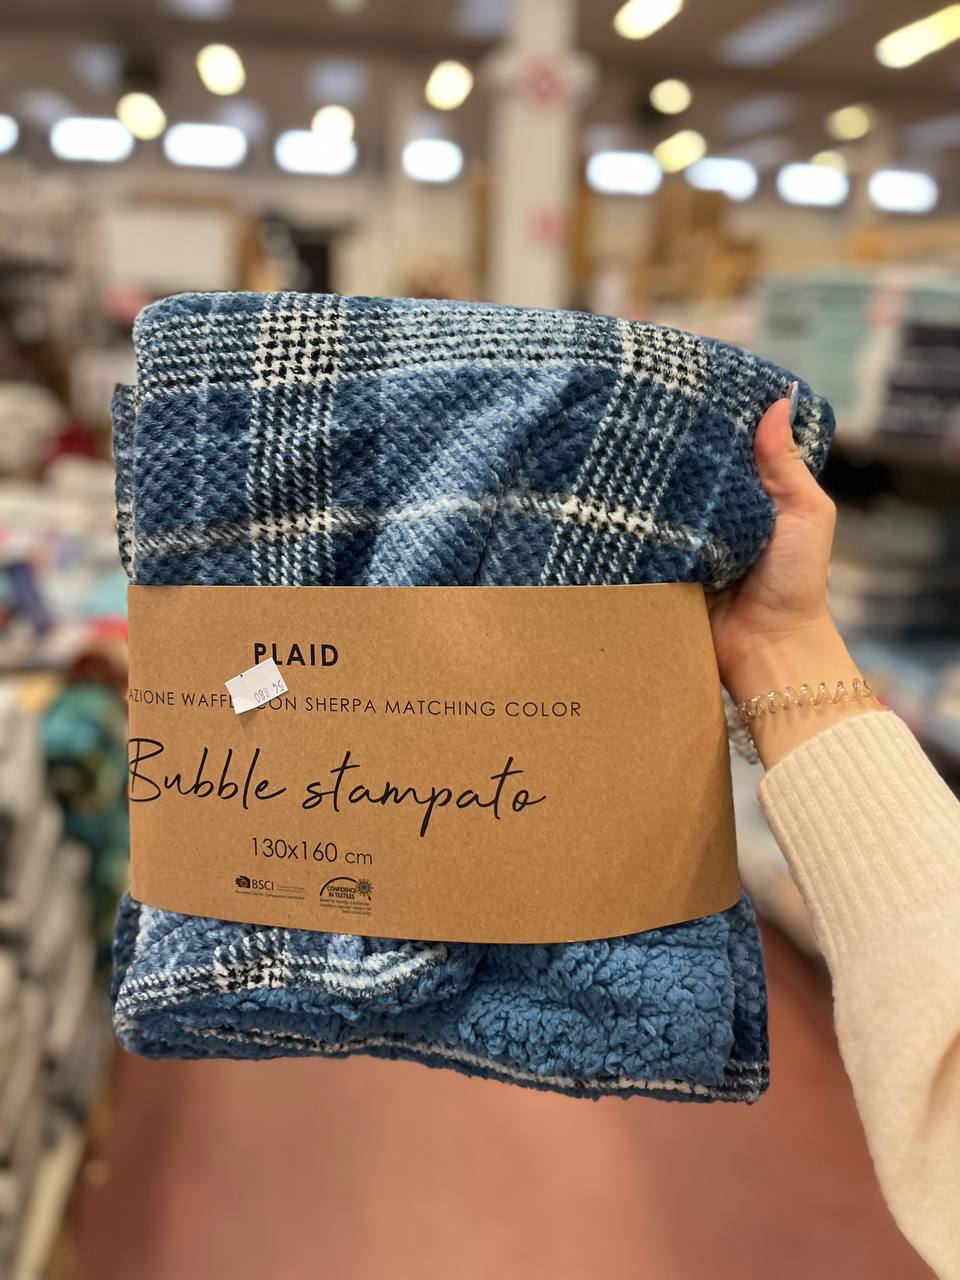 PLAID
AZIONE WAFFL CON SHERPA MATCHING COLOR
Bubble stampato
130x160 cm
BSCI
CONFIDENCE
IN TEXTILES